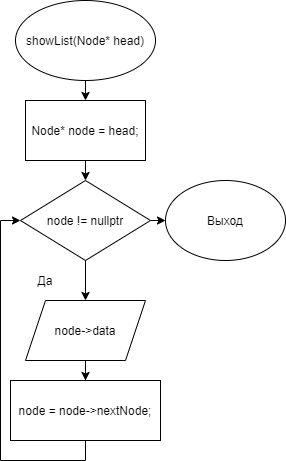 showList(Node* head)
Node* node = head;
node != nullptr
Выход
Да
node->data
node = node->nextNode;